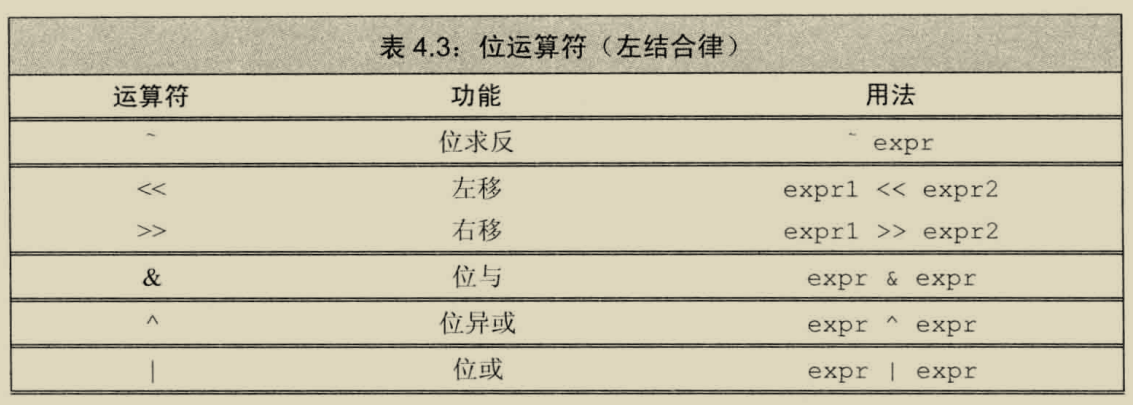 表 4.3：位运算符（左结合律）
运算符 功能 用法
~ 位求反 ~ expr
<< 左移 expr1 << expr2
>> 右移 expr1 >> expr2
& 位与 expr & expr
^ 位异或 expr ^ expr
| 位或 expr | expr